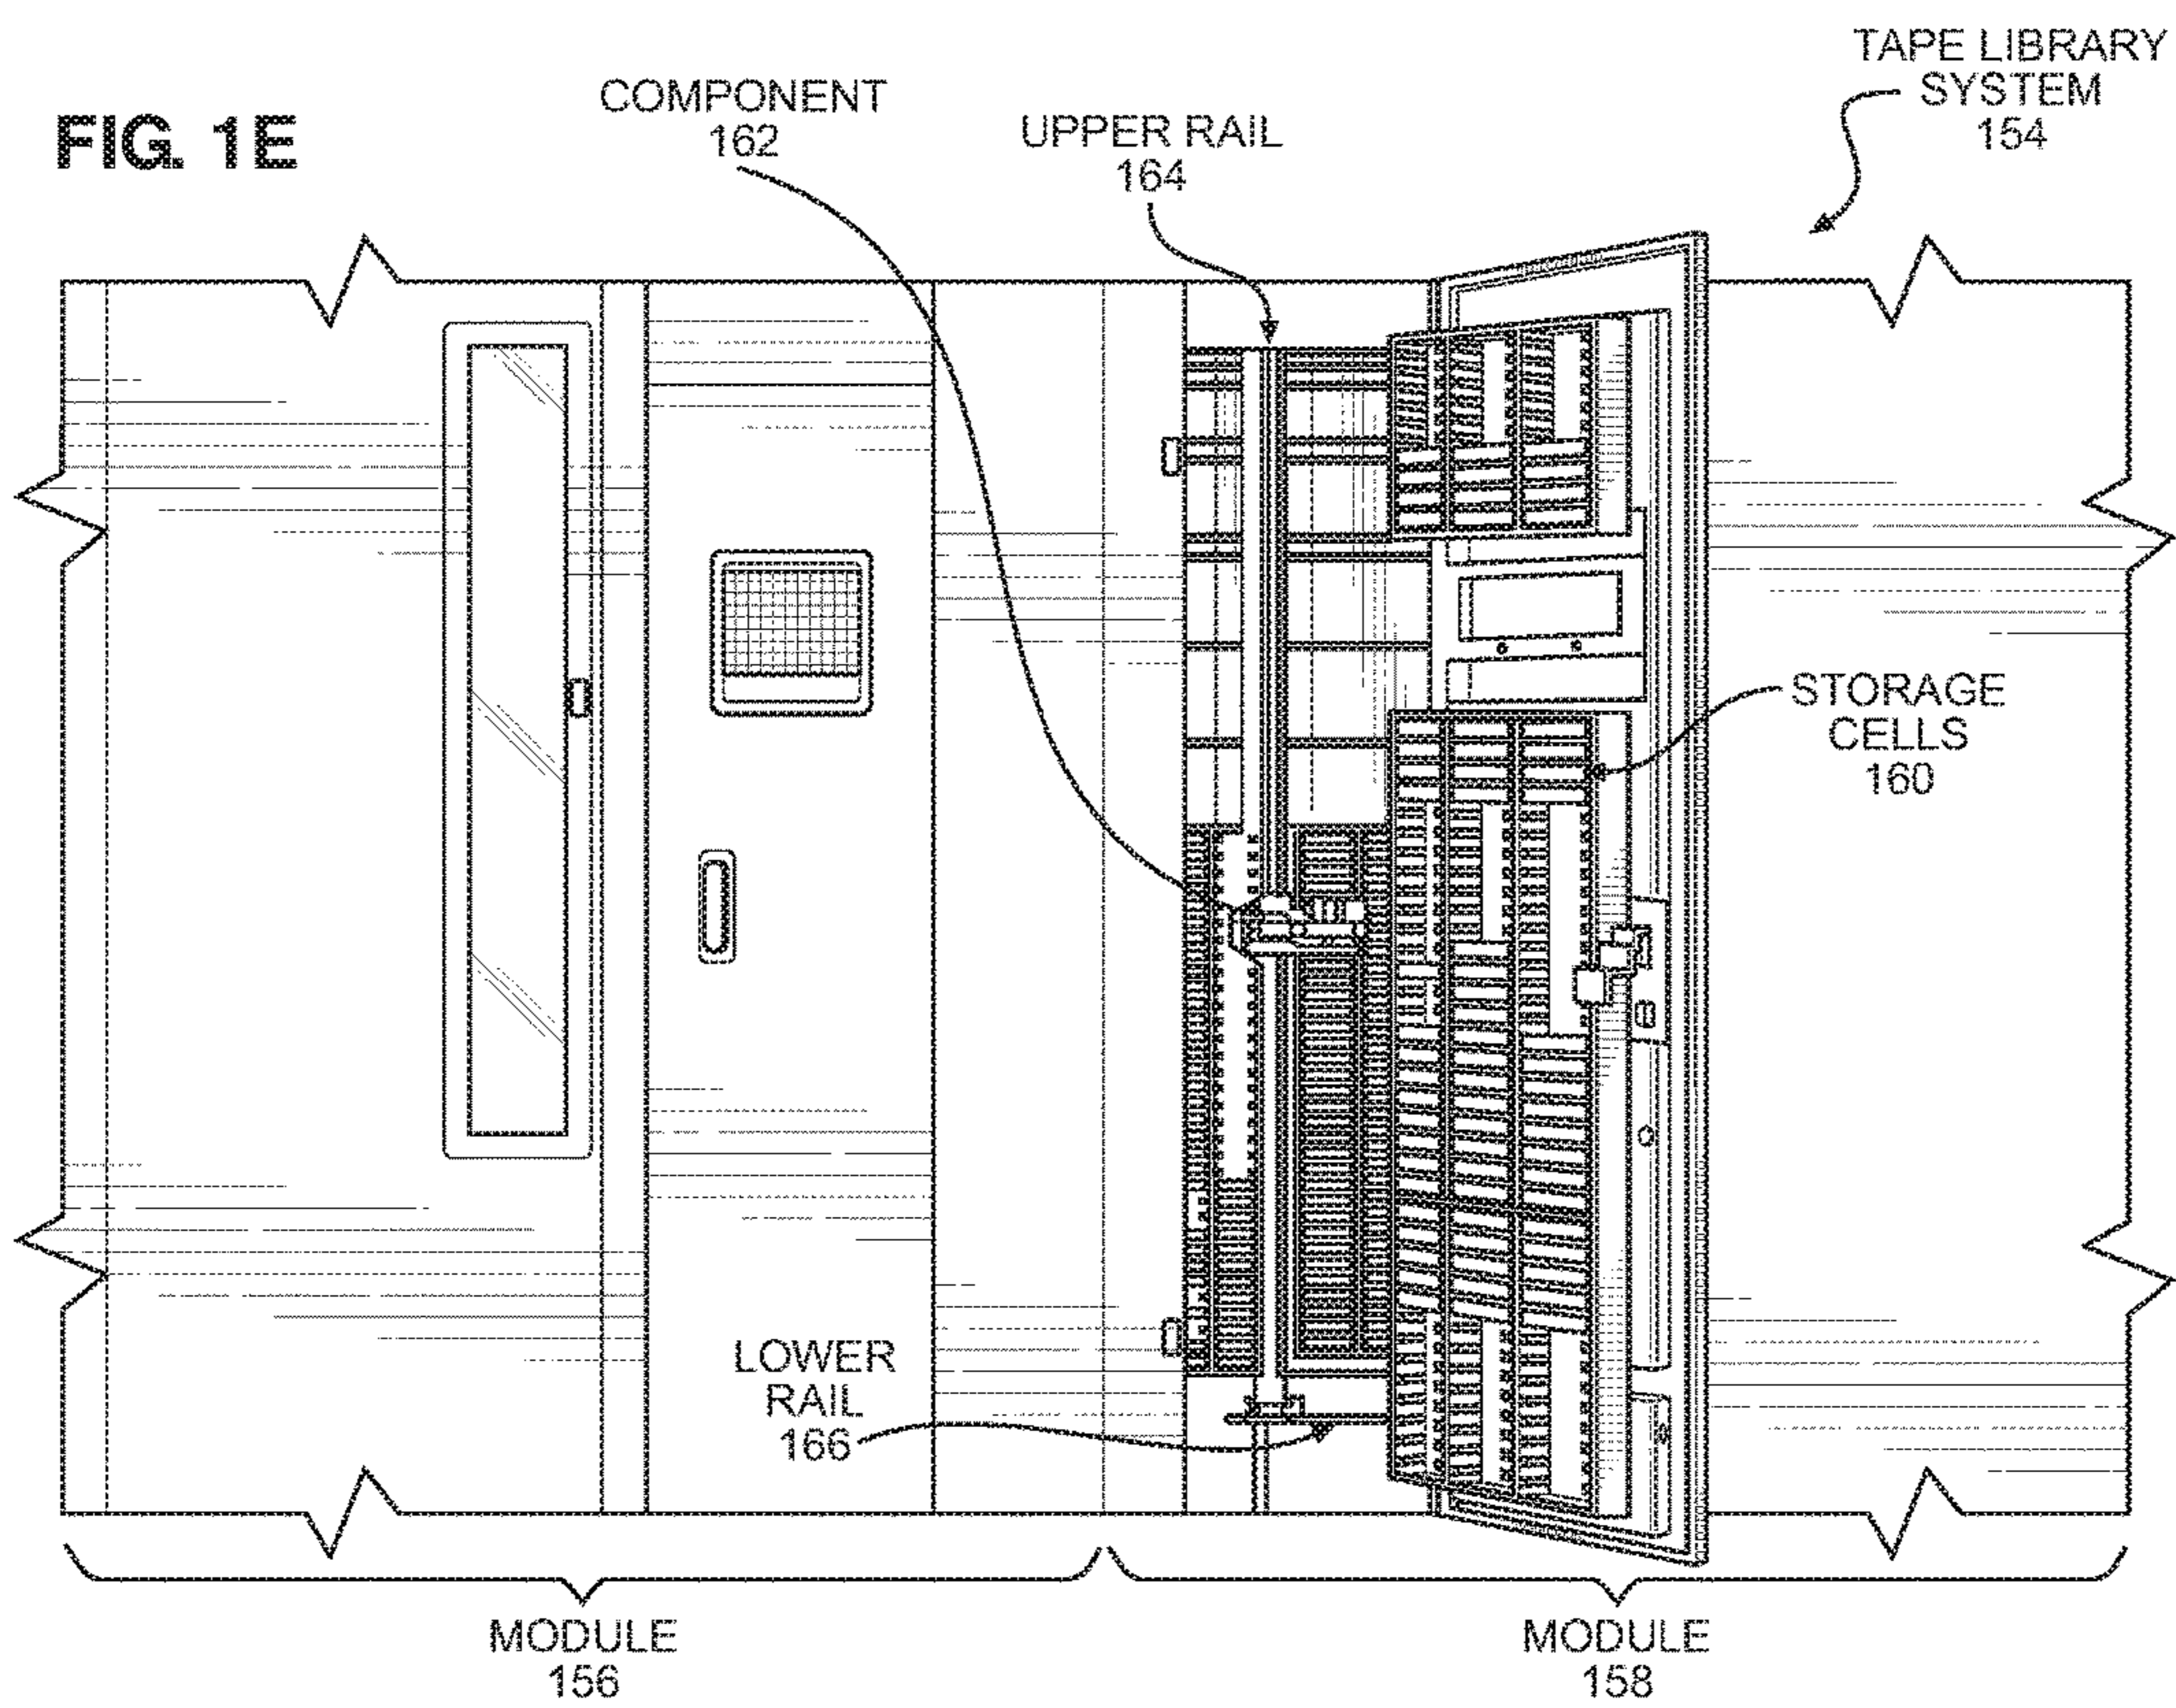 FIG. 1E
COMPONENT
162
UPPER RAIL
164
TAPE LIBRARY
SYSTEM
154
STORAGE
CELLS
160
LOWER
RAIL
166
MODULE
156
MODULE
158